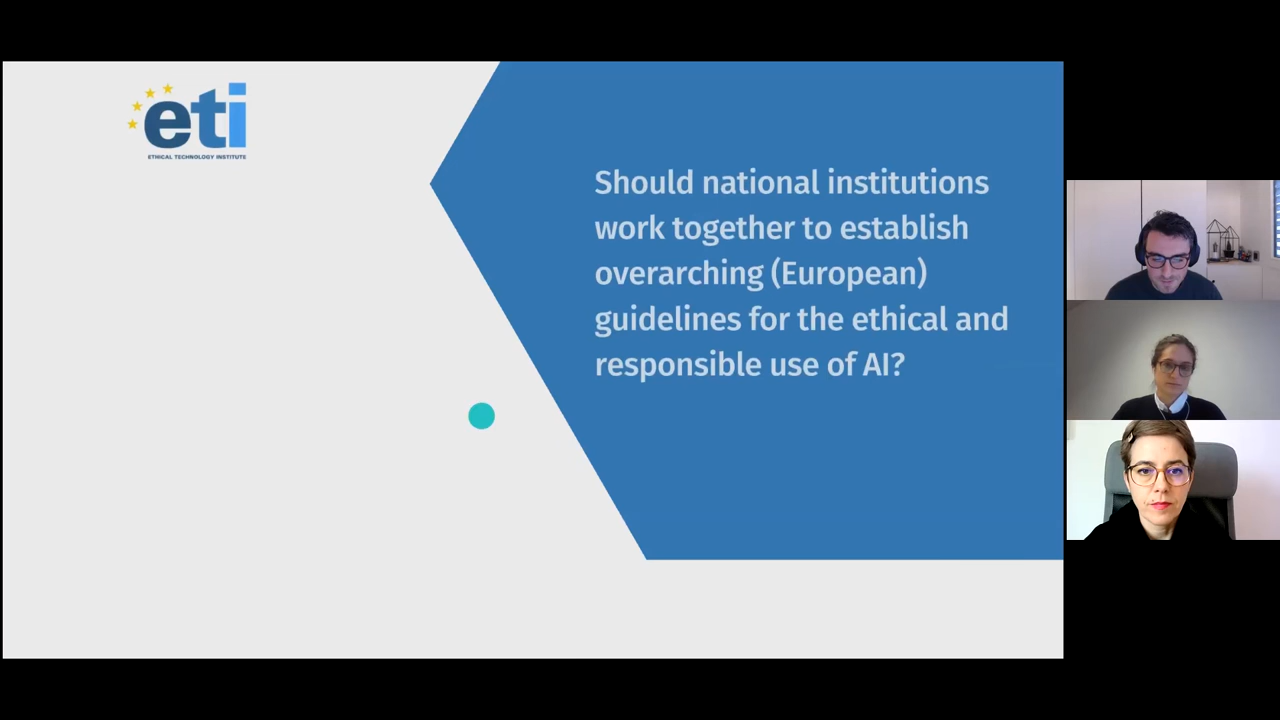 eti
ETHICAL TECHNOLOGY INSTITUTE
Should national institutions
work together to establish
overarching (European)
guidelines for the ethical and
responsible use of AI?